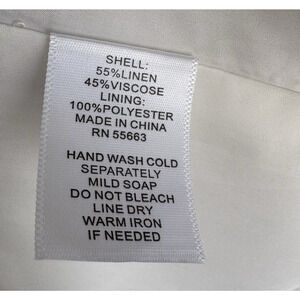 SHELL:
55%LINEN
45%VISCOSE
LINING:
100%POLYESTER
MADE IN CHINA
RN 55663
HAND WASH COLD
SEPARATELY
MILD SOAP
DO NOT BLEACH
LINE DRY
WARM IRON
IF NEEDED